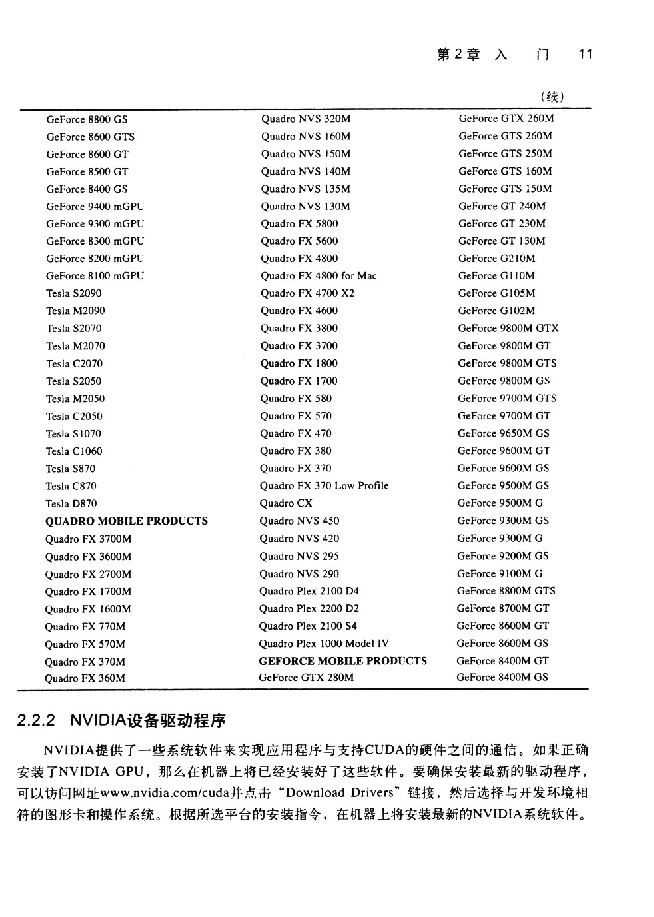 第2章 入 门 11
(续)
GeForce 8800 GS Quadro NVS 320M GeForce GTX 260M
GeForce 8600 GTS Quadro NVS 160M GeForce GTS 260M
GeForce 8600 GT Quadro NVS 150M GeForce GTS 250M
GeForce 8500 GT Quadro NVS 140M GeForce GTS 160M
GeForce 8400 GS Quadro NVS 135M GeForce GTS 150M
GeForce 9400 mGPU Quadro NVS 130M GeForce GT 240M
GeForce 9300 mGPU Quadro FX 5800 GeForce GT 230M
GeForce 8300 mGPU Quadro FX 5600 GeForce GT 130M
GeForce 8200 mGPU Quadro FX 4800 GeForce G210M
GeForce 8100 mGPU Quadro FX 4800 for Mac GeForce G110M
Tesla S2090 Quadro FX 4700 X2 GeForce G105M
Tesla M2090 Quadro FX 4600 GeForce G102M
Tesla S2070 Quadro FX 3800 GeForce 9800M GTX
Tesla M2070 Quadro FX 3700 GeForce 9800M GT
Tesla C2070 Quadro FX 1800 GeForce 9800M GTS
Tesla S2050 Quadro FX 1700 GeForce 9800M GS
Tesla M2050 Quadro FX 580 GeForce 9700M GTS
Tesla C2050 Quadro FX 570 GeForce 9700M GT
Tesla S1070 Quadro FX 470 GeForce 9650M GS
Tesla C1060 Quadro FX 380 GeForce 9600M GT
Tesla S870 Quadro FX 370 GeForce 9600M GS
Tesla C870 Quadro FX 370 Low Profile GeForce 9500M GS
Tesla D870 Quadro CX GeForce 9500M G
QUADRO MOBILE PRODUCTS Quadro NVS 450 GeForce 9300M GS
Quadro FX 3700M Quadro NVS 420 GeForce 9300M G
Quadro FX 3600M Quadro NVS 295 GeForce 9200M GS
Quadro FX 2700M Quadro NVS 290 GeForce 9100M G
Quadro FX 1700M Quadro Plex 2100 D4 GeForce 8800M GTS
Quadro FX 1600M Quadro Plex 2200 D2 GeForce 8700M GT
Quadro FX 770M Quadro Plex 2100 S4 GeForce 8600M GT
Quadro FX 570M Quadro Plex 1000 Model IV GeForce 8600M GS
Quadro FX 370M GEFORCE MOBILE PRODUCTS GeForce 8400M GT
Quadro FX 360M GeForce GTX 280M GeForce 8400M GS
2.2.2 NVIDIA设备驱动程序
NVIDIA提供了一些系统软件来实现应用程序与支持CUDA的硬件之间的通信。如果正确
安装了NVIDIA GPU，那么在机器上将已经安装好了这些软件。要确保安装最新的驱动程序，
可以访问网址www.nvidia.com/cuda并点击“Download Drivers”链接，然后选择与开发环境相
符的图形卡和操作系统。根据所选平台的安装指令，在机器上将安装最新的NVIDIA系统软件。